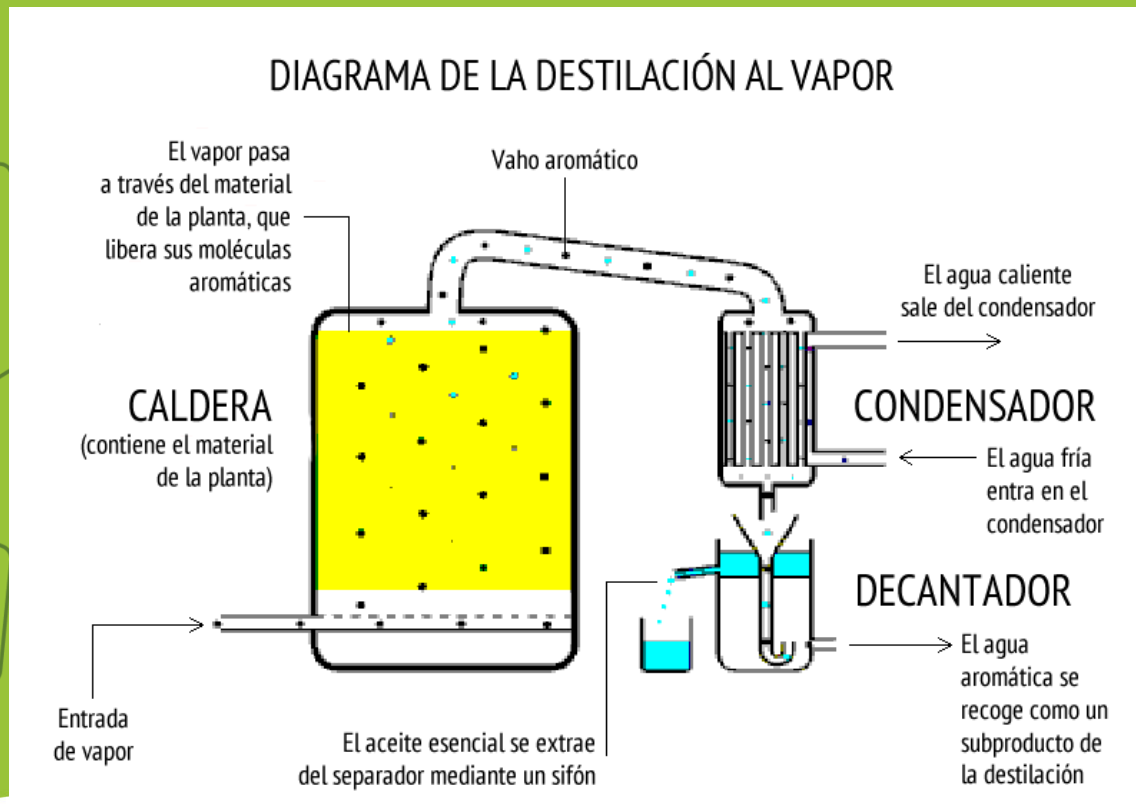 DIAGRAMA DE LA DESTILACIÓN AL VAPOR
El vapor pasa
a través del material
de la planta, que
libera sus moléculas
aromáticas
Vaho aromático
El agua caliente
sale del condensador
CALDERA
(contiene el material
de la planta)
CONDENSADOR
El agua fría
entra en el
condensador
DECANTADOR
El agua
aromática se
recoge como un
subproducto de
la destilación
Entrada
de vapor
El aceite esencial se extrae
del separador mediante un sifón